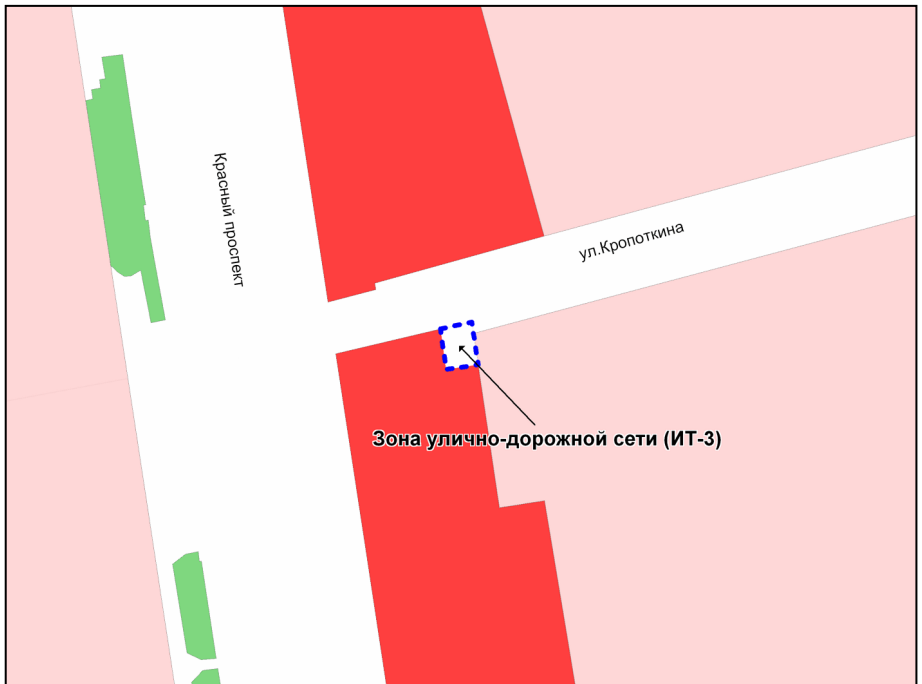 Красный проспект
ул.Кропоткина
Зона улично-дорожной сети (ИТ-3)